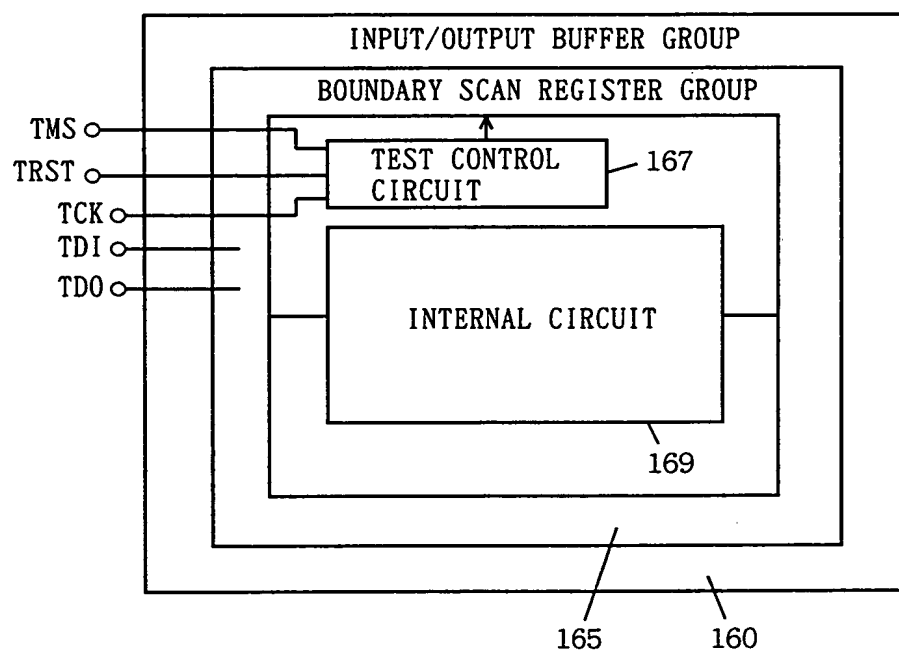 INPUT/OUTPUT BUFFER GROUP
BOUNDARY SCAN REGISTER GROUP
TMS
TEST CONTROL
CIRCUIT
167
TRST
TCK
TDI
TDO
INTERNAL CIRCUIT
169
165
160